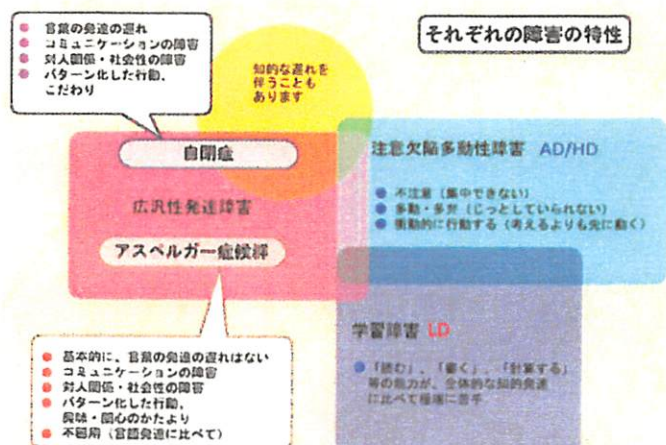 それぞれの障害の特性
● 言葉の発達の遅れ
● コミュニケーションの障害
● 対人関係・社会性の障害
● パターン化した行動、
こだわり
知的な遅れを
伴うことも
あります
自閉症
広汎性発達障害
アスペルガー症候群
● 基本的に、言葉の発達の遅れはない
● コミュニケーションの障害
● 対人関係・社会性の障害
● パターン化した行動、
興味・関心のかたより
● 不器用（言語発達に比べて）
注意欠陥多動性障害 AD/HD
● 不注意（集中できない）
● 多動・多弁（じっとしていられない）
● 衝動的に行動する（考えるよりも先に動く）
学習障害 LD
● 「読む」、「書く」、「計算する」
等の能力が、全体的な知的発達
に比べて極端に苦手